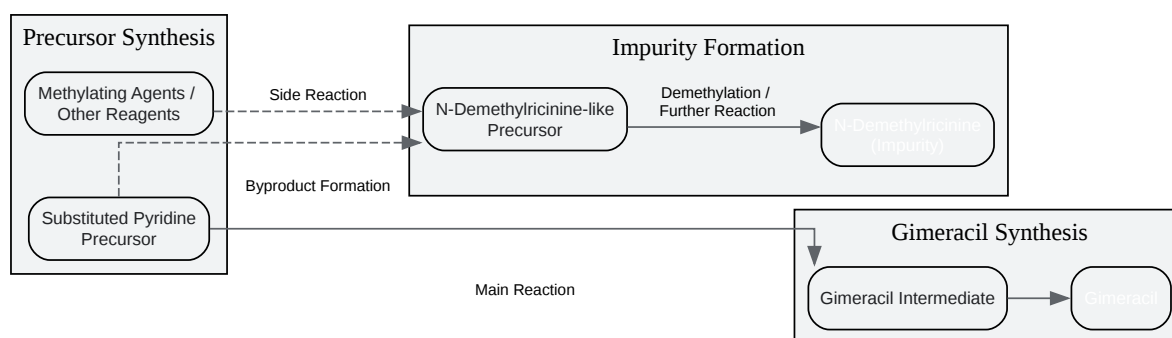 Precursor Synthesis
Methylating Agents /
Other Reagents
Substituted Pyridine
Precursor
Side Reaction
Byproduct Formation
Main Reaction
Impurity Formation
N-Demethylricinine-like
Precursor
Demethylation /
Further Reaction
N-Demethylricinine
(Impurity)
Gimeracil Synthesis
Gimeracil Intermediate
Gimeracil